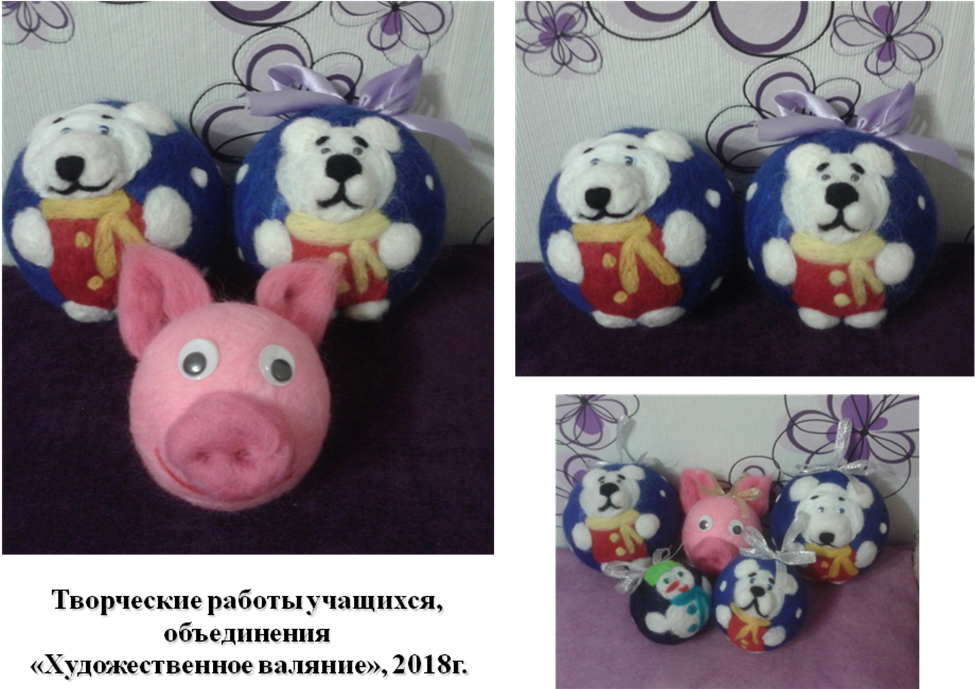 Творческие работы учащихся,
объединения
«Художественное валяние», 2018г.